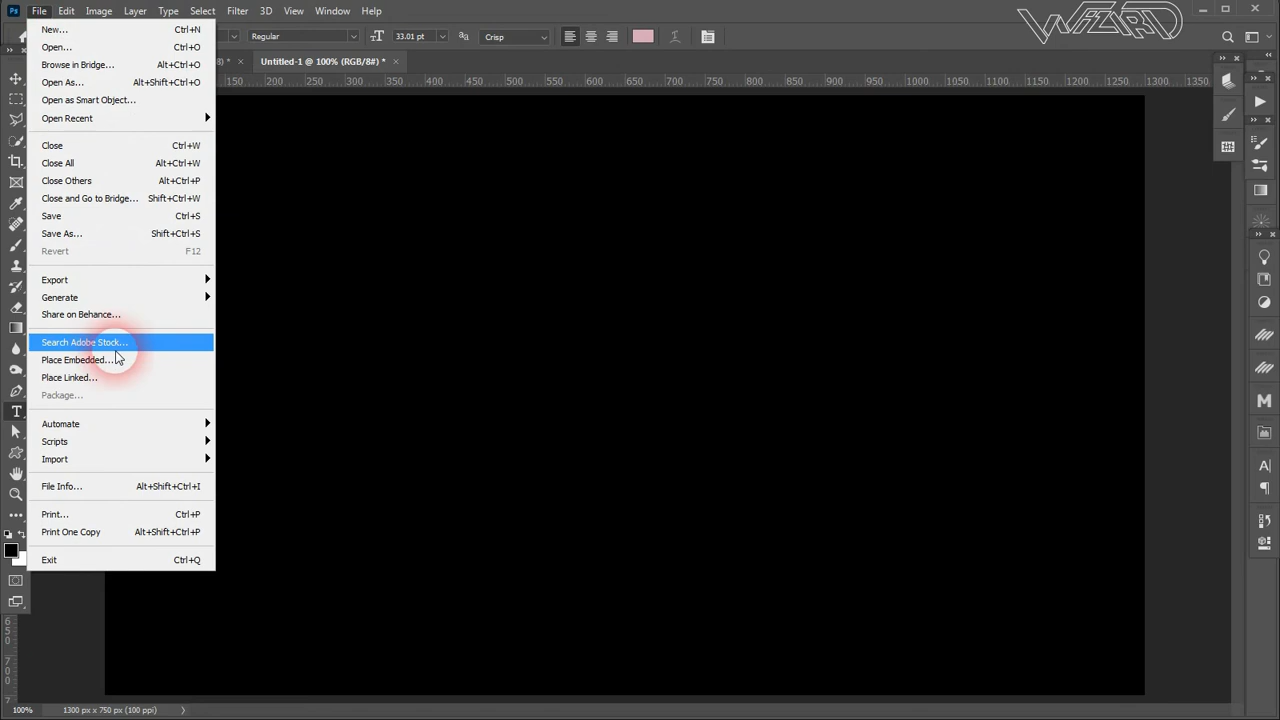 Ps File Edit Image Layer Type Select Filter 3D View Window Help
WIZARD
Regular 33.01 pt aa Crisp
8) * × Untitled-1 @ 100% (RGB/8#) * ×
150 200 250 300 350 400 450 500 550 600 650 700 750 800 850 900 950 1000 1050 1100 1150 1200 1250 1300 1350
New... Ctrl+N
Open... Ctrl+O
Browse in Bridge... Alt+Ctrl+O
Open As... Alt+Shift+Ctrl+O
Open as Smart Object...
Open Recent
Close Ctrl+W
Close All Alt+Ctrl+W
Close Others Alt+Ctrl+P
Close and Go to Bridge... Shift+Ctrl+W
Save Ctrl+S
Save As... Shift+Ctrl+S
Revert F12
Export
Generate
Share on Behance...
Search Adobe Stock...
Place Embedded...
Place Linked...
Package...
Automate
Scripts
Import
File Info... Alt+Shift+Ctrl+I
Print... Ctrl+P
Print One Copy Alt+Shift+Ctrl+P
Exit Ctrl+Q
650
700
100% 1300 px x 750 px (100 ppi)